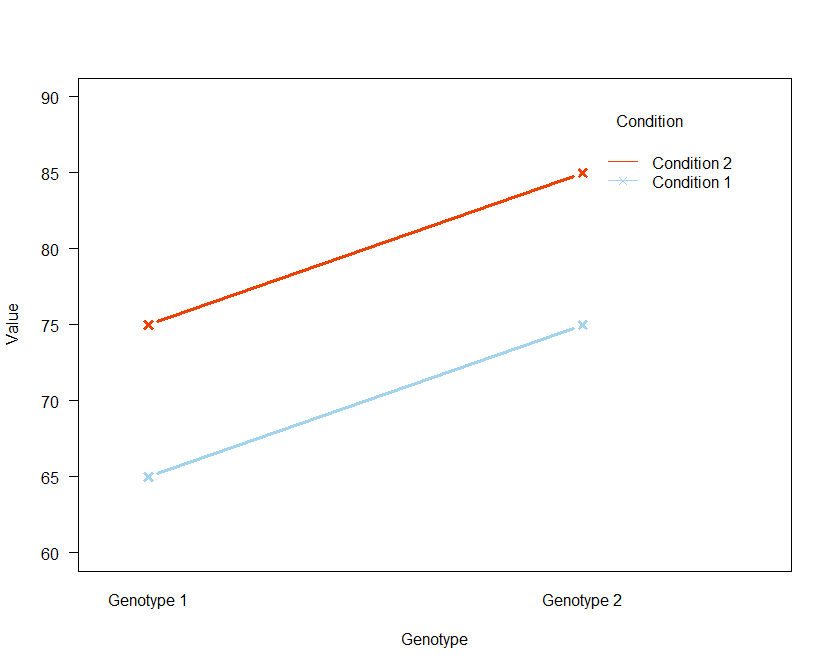 90
85
80
75
70
65
60
Value
Condition
Condition 2
Condition 1
Genotype 1
Genotype 2
Genotype